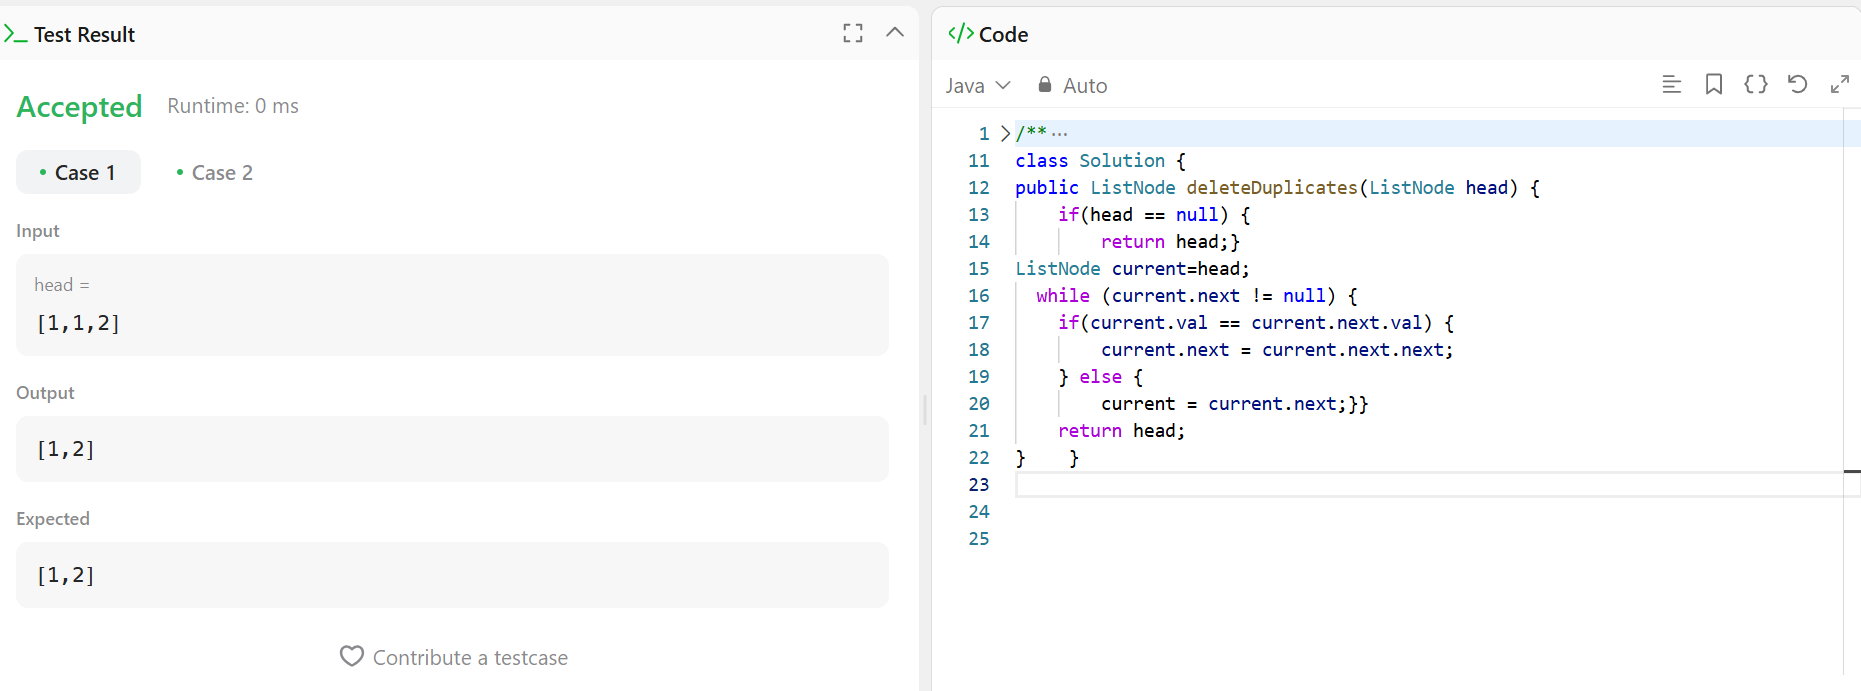 Test Result
Accepted Runtime: 0 ms
• Case 1 • Case 2
Input
head =
[1,1,2]
Output
[1,2]
Expected
[1,2]
Contribute a testcase
</> Code
Java Auto
1 /** ···
11 class Solution {
12 public ListNode deleteDuplicates(ListNode head) {
13     if(head == null) {
14         return head;}
15 ListNode current=head;
16   while (current.next != null) {
17     if(current.val == current.next.val) {
18         current.next = current.next.next;
19     } else {
20         current = current.next;}}
21     return head;
22 }    }
23
24
25